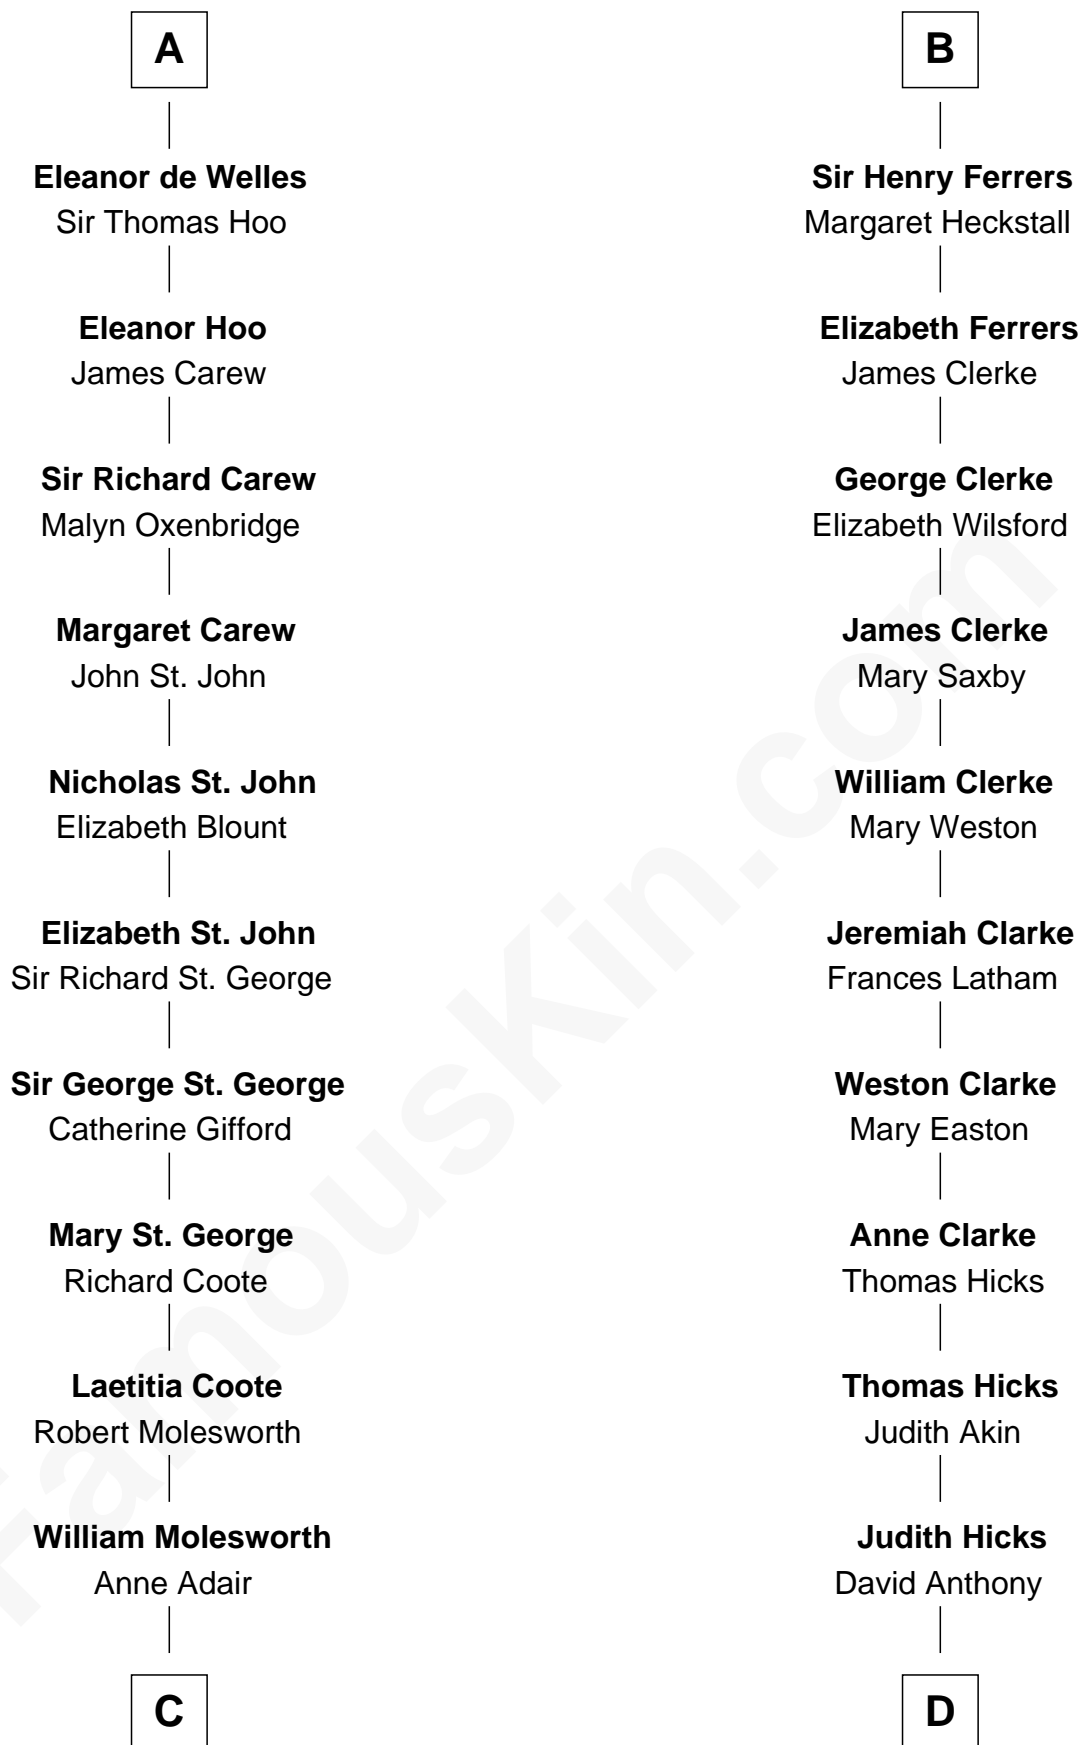 A
Eleanor de Welles
Sir Thomas Hoo
Eleanor Hoo
James Carew
Sir Richard Carew
Malyn Oxenbridge
Margaret Carew
John St. John
Nicholas St. John
Elizabeth Blount
Elizabeth St. John
Sir Richard St. George
Sir George St. George
Catherine Gifford
Mary St. George
Richard Coote
Laetitia Coote
Robert Molesworth
William Molesworth
Anne Adair
C
B
Sir Henry Ferrers
Margaret Heckstall
Elizabeth Ferrers
James Clerke
George Clerke
Elizabeth Wilsford
James Clerke
Mary Saxby
William Clerke
Mary Weston
Jeremiah Clarke
Frances Latham
Weston Clarke
Mary Easton
Anne Clarke
Thomas Hicks
Thomas Hicks
Judith Akin
Judith Hicks
David Anthony
D
FamousKin.com